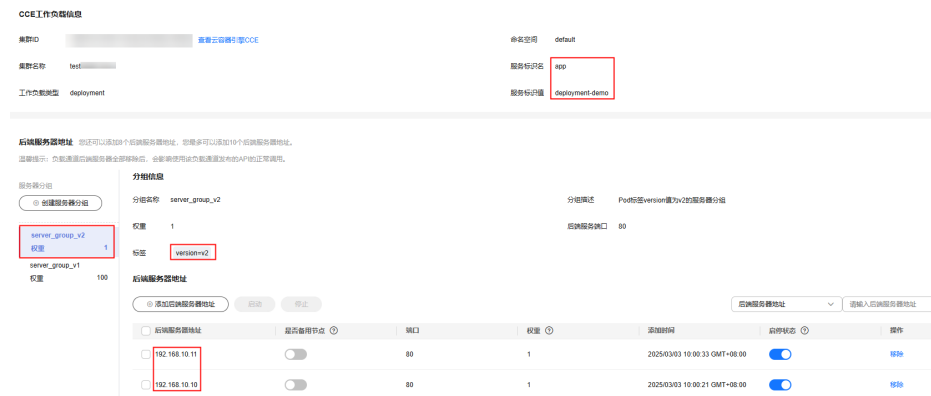 CCE工作负载信息
集群ID 查看云容器引擎CCE 命名空间 default
集群名称 test 服务标识名 app
工作负载类型 deployment 服务标识值 deployment-demo
后端服务器地址 您还可以添加8个后端服务器地址，您最多可以添加10个后端服务器地址。
温馨提示：负载通道后端服务器全部移除后，会影响使用该负载通道发布的API的正常调用。
服务器分组
创建服务器分组
server_group_v2
权重 1
server_group_v1
权重 100
分组信息
分组名称 server_group_v2 分组描述 Pod标签version值为v2的服务器分组
权重 1 后端服务端口 80
标签 version=v2
后端服务器地址
添加后端服务器地址 启动 停止 后端服务器地址 请输入后端服务器地址
后端服务器地址 是否备用节点 端口 权重 添加时间 启停状态 操作
192.168.10.11 80 1 2025/03/03 10:00:33 GMT+08:00 移除
192.168.10.10 80 1 2025/03/03 10:00:21 GMT+08:00 移除